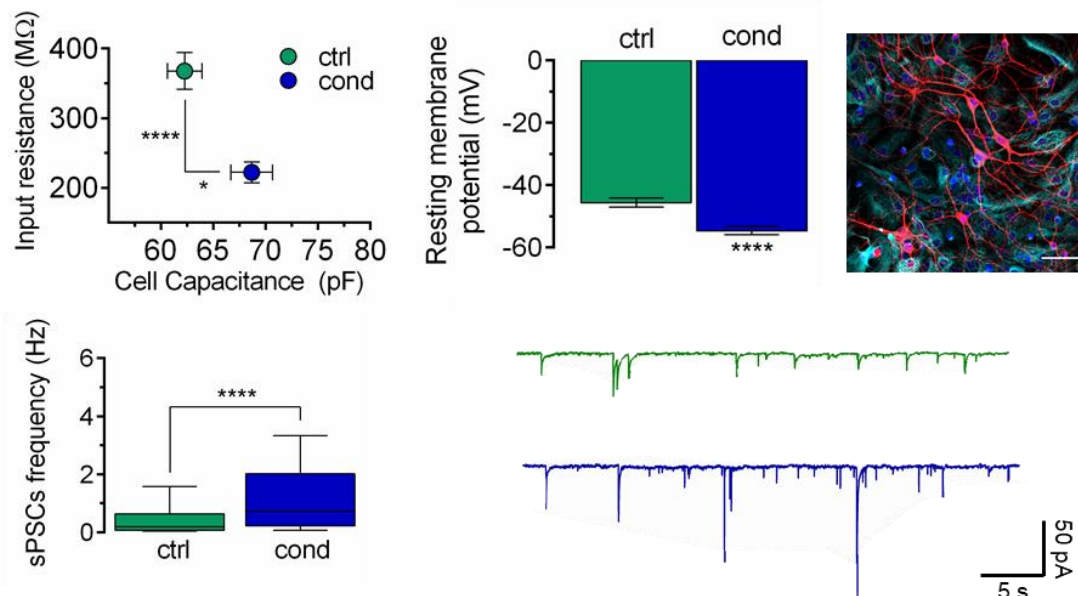 Input resistance (MΩ)
400
300
200
****
*
ctrl
cond
60 65 70 75 80
Cell Capacitance (pF)
Resting membrane
potential (mV)
ctrl cond
0
-20
-40
-60
****
sPSCs frequency (Hz)
6
4
2
0
****
ctrl cond
50 pA
5 s